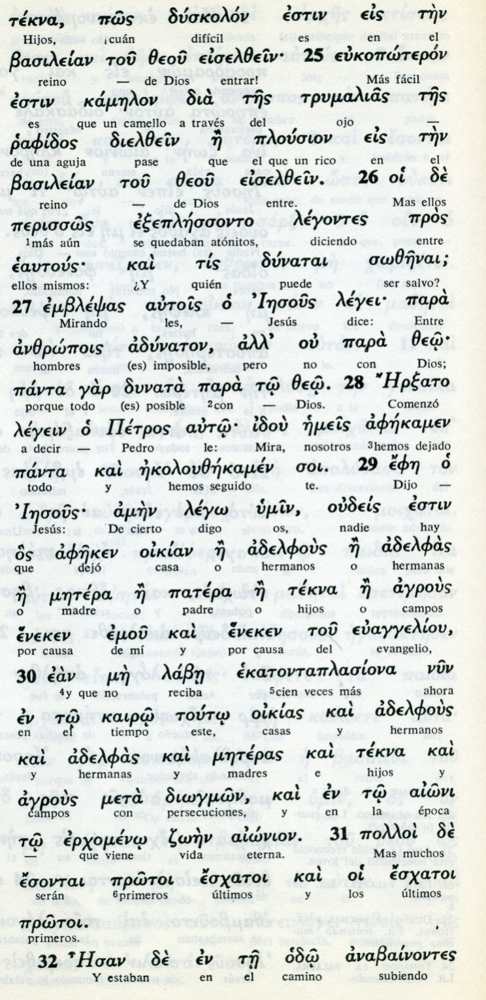 τέκνα, πῶς δύσκολόν ἐστιν εἰς τὴν
Hijos, ¡cuán difícil es en el
βασιλείαν τοῦ θεοῦ εἰσελθεῖν· 25 εὐκοπώτερόν
reino — de Dios entrar! Más fácil
ἐστιν κάμηλον διὰ τῆς τρυμαλιᾶς τῆς
es que un camello a través del ojo —
ῥαφίδος διελθεῖν ἢ πλούσιον εἰς τὴν
de una aguja pase que el que un rico en el
βασιλείαν τοῦ θεοῦ εἰσελθεῖν. 26 οἱ δὲ
reino — de Dios entre. Mas ellos
περισσῶς ἐξεπλήσσοντο λέγοντες πρὸς
1más aún se quedaban atónitos, diciendo entre
ἑαυτούς· καὶ τίς δύναται σωθῆναι;
ellos mismos: ¿Y quién puede ser salvo?
27 ἐμβλέψας αὐτοῖς ὁ Ἰησοῦς λέγει· παρὰ
Mirando les, — Jesús dice: Entre
ἀνθρώποις ἀδύνατον, ἀλλ' οὐ παρὰ θεῷ·
hombres (es) imposible, pero no con Dios;
πάντα γὰρ δυνατὰ παρὰ τῷ θεῷ. 28 Ἤρξατο
porque todo (es) posible 2con Dios. Comenzó
λέγειν ὁ Πέτρος αὐτῷ· ἰδοὺ ἡμεῖς ἀφήκαμεν
a decir — Pedro le: Mira, nosotros 3hemos dejado
πάντα καὶ ἠκολουθήκαμέν σοι. 29 ἔφη ὁ
todo y hemos seguido te. Dijo —
Ἰησοῦς· ἀμὴν λέγω ὑμῖν, οὐδείς ἐστιν
Jesús: De cierto digo os, nadie hay
ὃς ἀφῆκεν οἰκίαν ἢ ἀδελφοὺς ἢ ἀδελφὰς
que dejó casa o hermanos o hermanas
ἢ μητέρα ἢ πατέρα ἢ τέκνα ἢ ἀγροὺς
o madre o padre o hijos o campos
ἕνεκεν ἐμοῦ καὶ ἕνεκεν τοῦ εὐαγγελίου,
por causa de mí y por causa del evangelio,
30 ἐὰν μὴ λάβῃ ἑκατονταπλασίονα νῦν
4y que no reciba 5cien veces más ahora
ἐν τῷ καιρῷ τούτῳ οἰκίας καὶ ἀδελφοὺς
en el tiempo este, casas y hermanos
καὶ ἀδελφὰς καὶ μητέρας καὶ τέκνα καὶ
y hermanas y madres e hijos y
ἀγροὺς μετὰ διωγμῶν, καὶ ἐν τῷ αἰῶνι
campos con persecuciones, y en la época
τῷ ἐρχομένῳ ζωὴν αἰώνιον. 31 πολλοὶ δὲ
— que viene vida eterna. Mas muchos
ἔσονται πρῶτοι ἔσχατοι καὶ οἱ ἔσχατοι
serán 6primeros últimos y los últimos
πρῶτοι.
primeros.
32 Ἦσαν δὲ ἐν τῇ ὁδῷ ἀναβαίνοντες
Y estaban en el camino subiendo